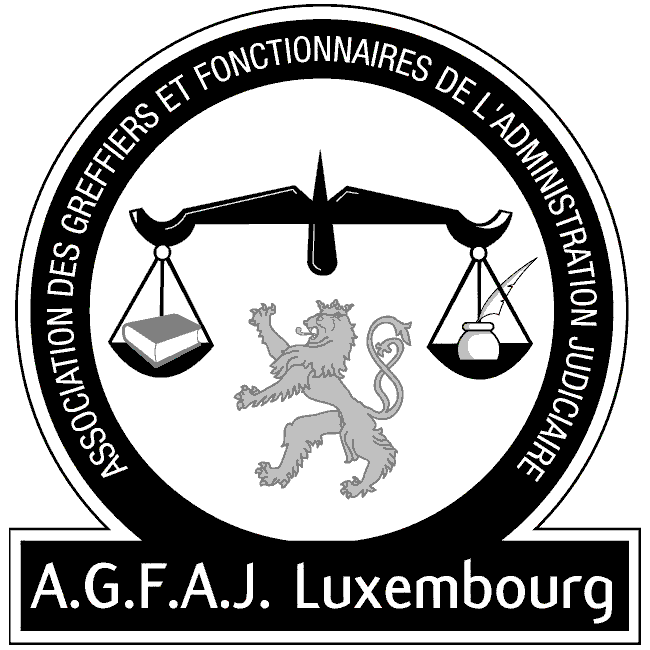 ASSOCIATION DES GREFFIERS ET FONCTIONNAIRES DE L'ADMINISTRATION JUDICIAIRE
A.G.F.A.J. Luxembourg